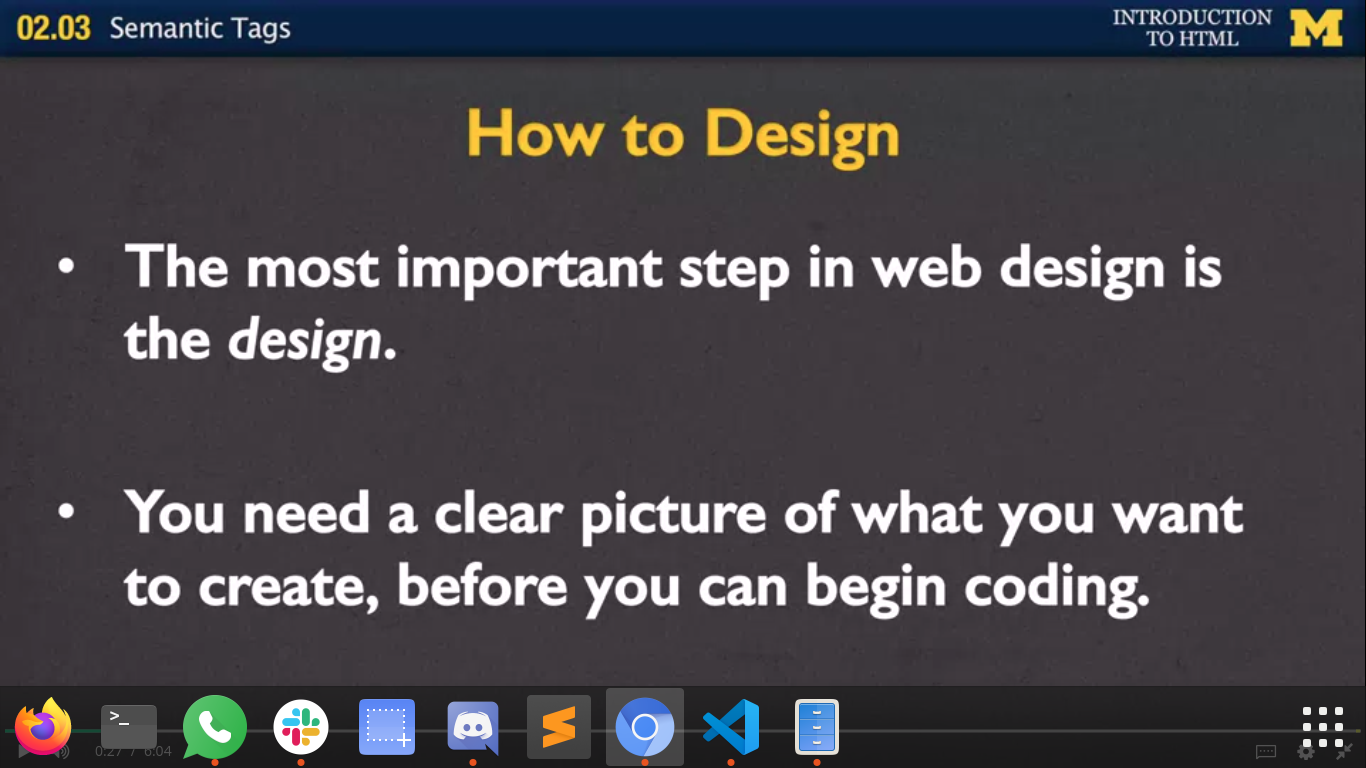 02.03 Semantic Tags
INTRODUCTION
TO HTML
M
How to Design
• The most important step in web design is
the design.
• You need a clear picture of what you want
to create, before you can begin coding.
>_
0:27 / 6:04